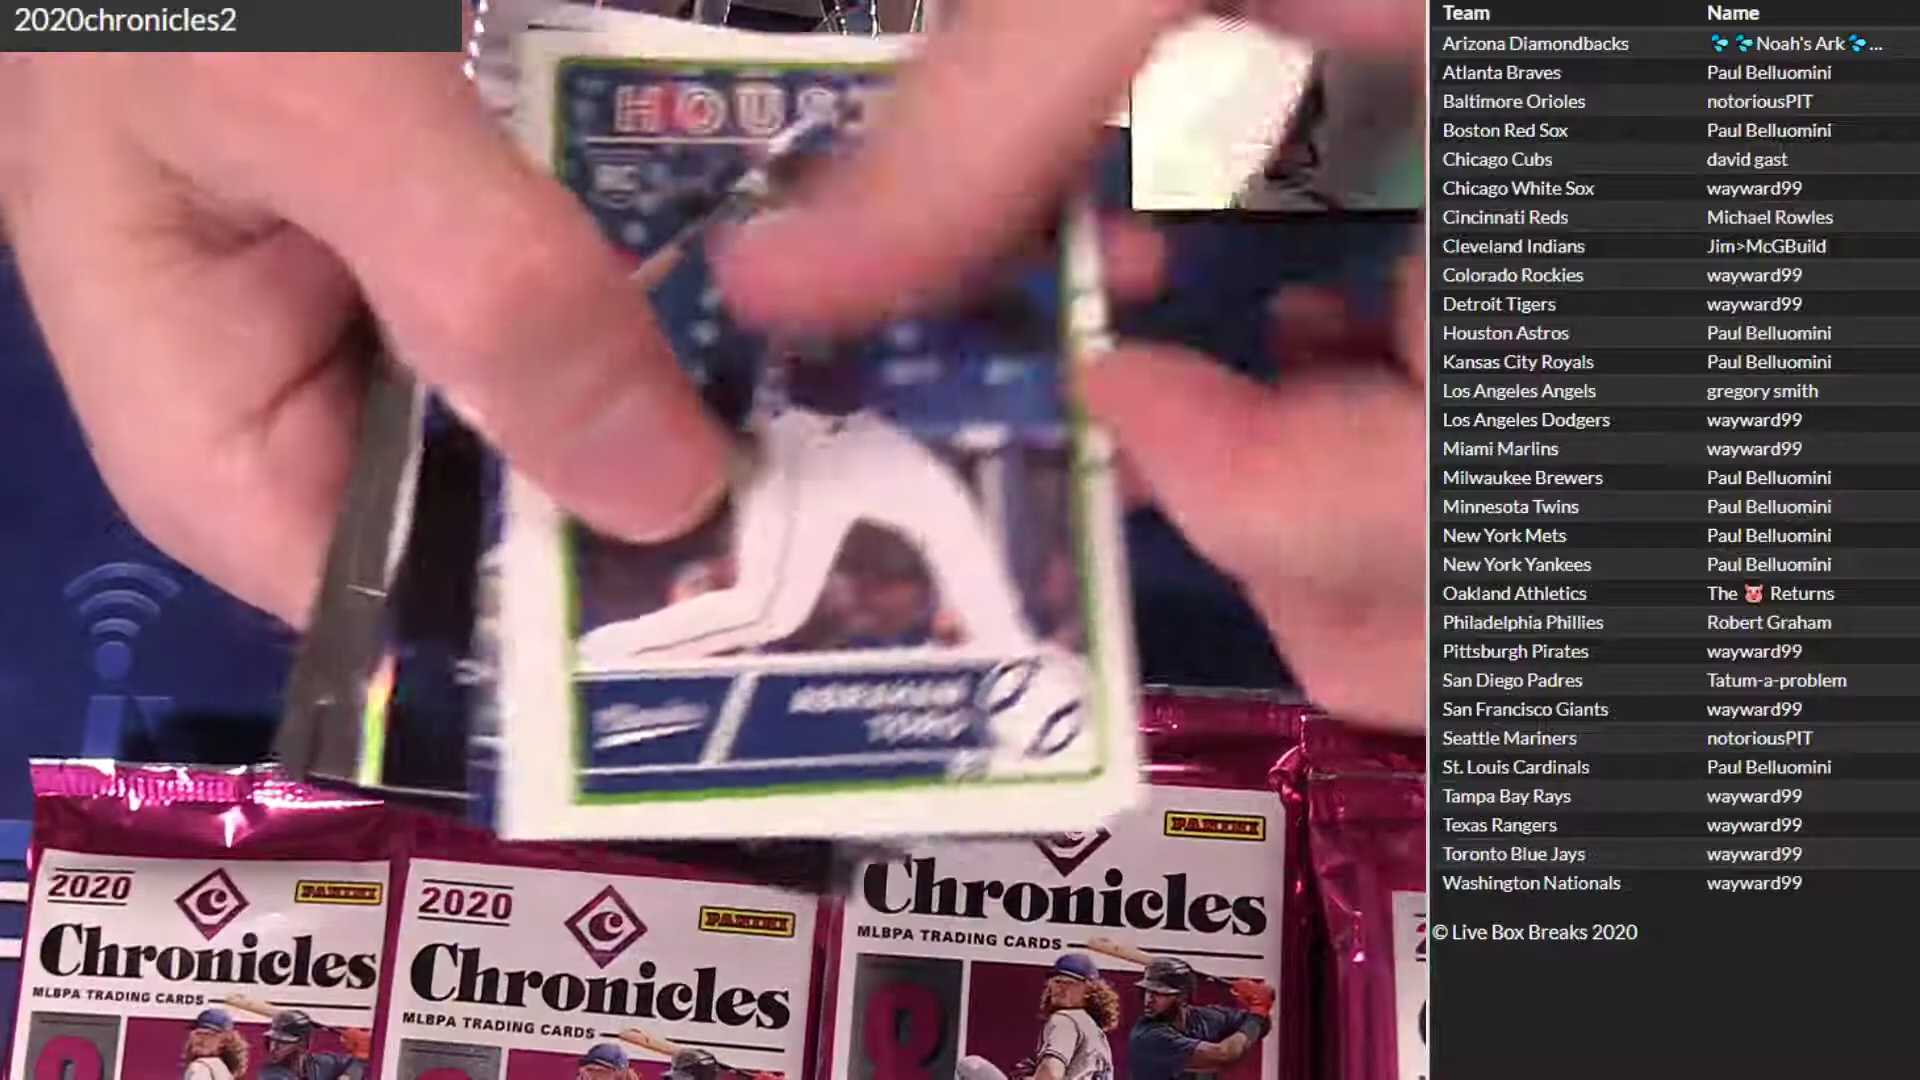 2020chronicles2
HOUS
ABRAHAM
TORO
2020
PANINI
Chronicles
MLBPA TRADING CARDS
2020
PANINI
Chronicles
MLBPA TRADING CARDS
PANINI
Chronicles
MLBPA TRADING CARDS
Team Name
Arizona Diamondbacks 💦 💦Noah's Ark💦...
Atlanta Braves Paul Belluomini
Baltimore Orioles notoriousPIT
Boston Red Sox Paul Belluomini
Chicago Cubs david gast
Chicago White Sox wayward99
Cincinnati Reds Michael Rowles
Cleveland Indians Jim>McGBuild
Colorado Rockies wayward99
Detroit Tigers wayward99
Houston Astros Paul Belluomini
Kansas City Royals Paul Belluomini
Los Angeles Angels gregory smith
Los Angeles Dodgers wayward99
Miami Marlins wayward99
Milwaukee Brewers Paul Belluomini
Minnesota Twins Paul Belluomini
New York Mets Paul Belluomini
New York Yankees Paul Belluomini
Oakland Athletics The 🐷 Returns
Philadelphia Phillies Robert Graham
Pittsburgh Pirates wayward99
San Diego Padres Tatum-a-problem
San Francisco Giants wayward99
Seattle Mariners notoriousPIT
St. Louis Cardinals Paul Belluomini
Tampa Bay Rays wayward99
Texas Rangers wayward99
Toronto Blue Jays wayward99
Washington Nationals wayward99
© Live Box Breaks 2020